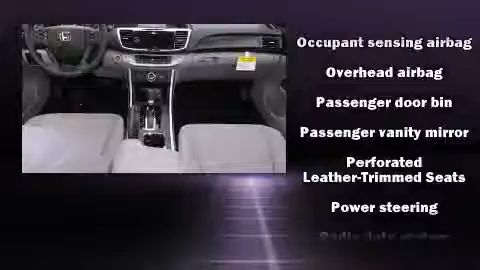 Occupant sensing airbag
Overhead airbag
Passenger door bin
Passenger vanity mirror
Perforated
Leather-Trimmed Seats
Power steering